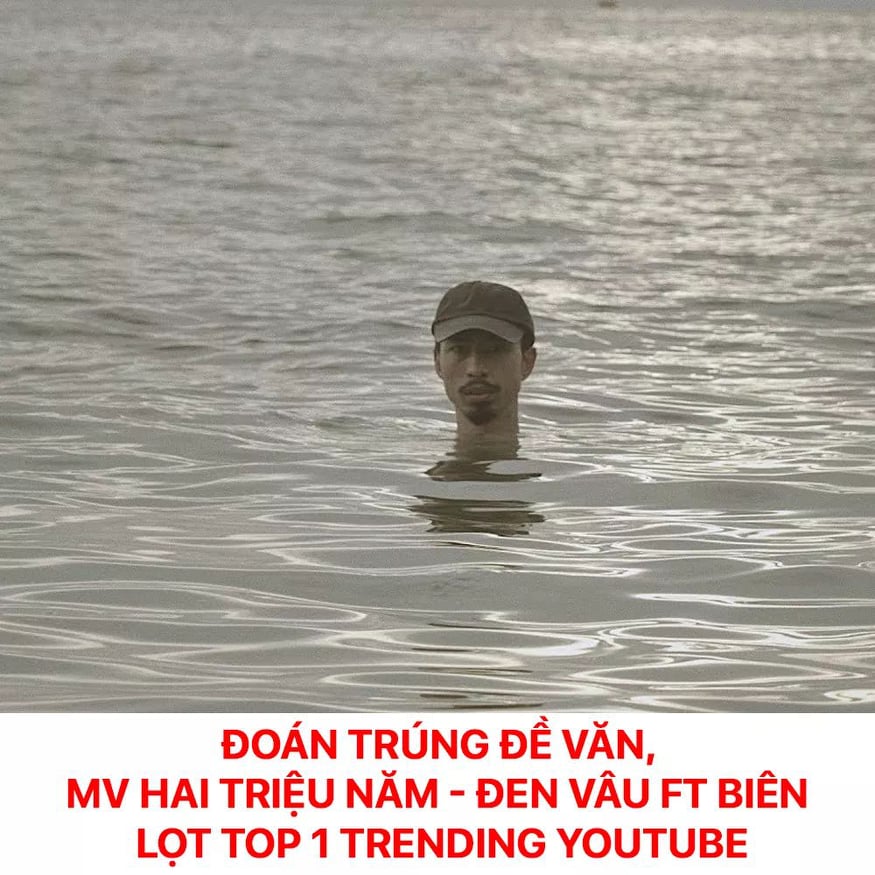 ĐOÁN TRÚNG ĐỀ VĂN,
MV HAI TRIỆU NĂM - ĐEN VÂU FT BIÊN
LỌT TOP 1 TRENDING YOUTUBE